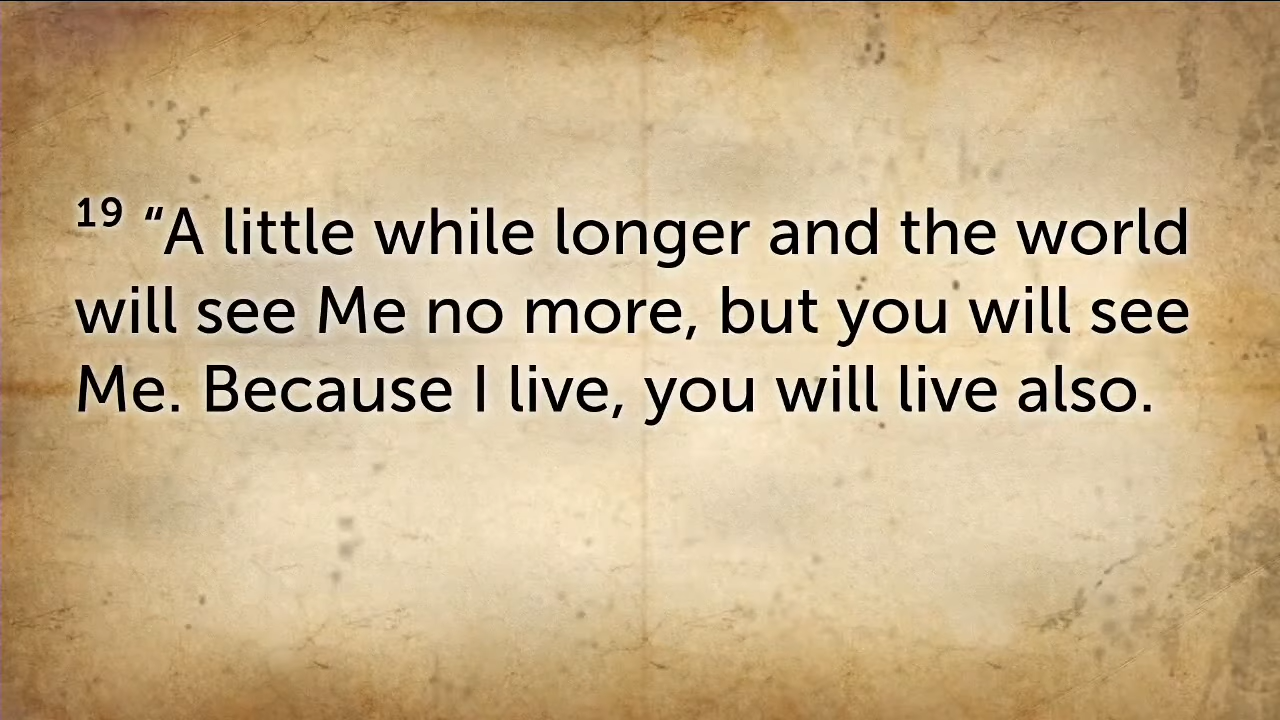 19 “A little while longer and the world
will see Me no more, but you will see
Me. Because I live, you will live also.